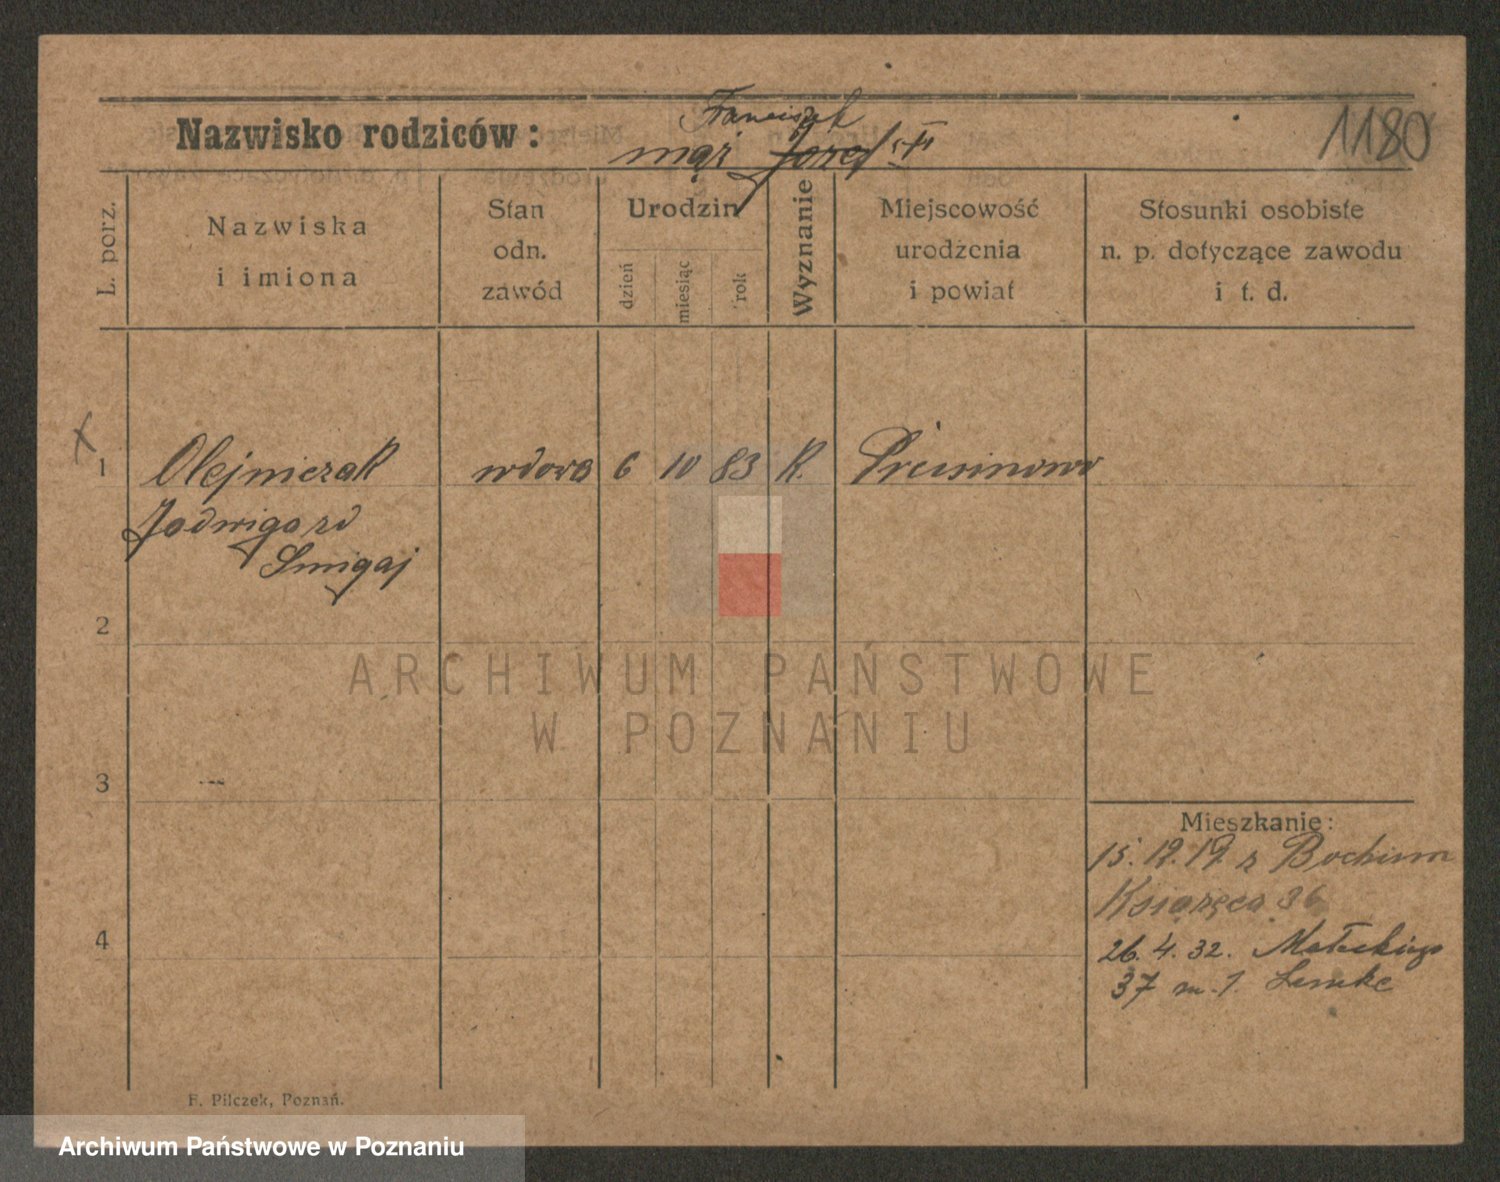 Franciszek
Nazwisko rodziców: mąż Józef
1180
L. porz.
Nazwiska
i imiona
Stan
odn.
zawód
Urodzin
dzień
miesiąc
rok
Wyznanie
Miejscowość
urodzenia
i powiat
Stosunki osobiste
n. p. dotyczące zawodu
i t. d.
1 Olejniczak wdowa 6 10 83 K.
Jadwiga zd
Śmigaj
2
ARCHIWUM PAŃSTWOWE
W POZNANIU
3
Mieszkanie:
15. 12. 19 z Bochum
Książęca 36
4
26. 4. 32. Małeckiego
37 m. 1.
F. Pilczek, Poznań.
Archiwum Państwowe w Poznaniu